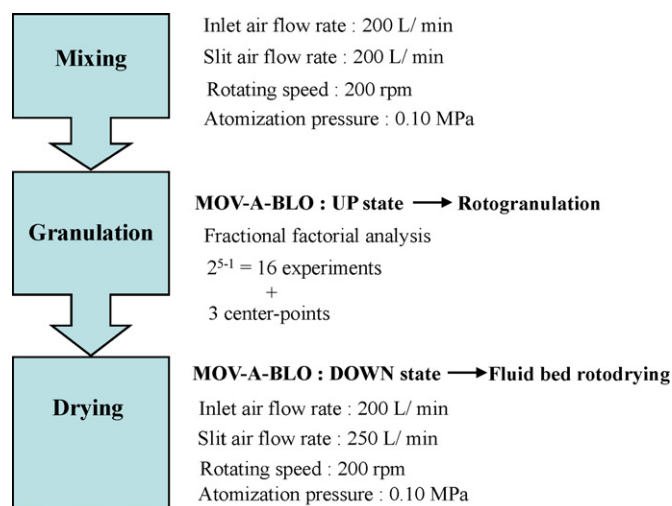 Mixing
Inlet air flow rate : 200 L/ min
Slit air flow rate : 200 L/ min
Rotating speed : 200 rpm
Atomization pressure : 0.10 MPa
Granulation
MOV-A-BLO : UP state → Rotogranulation
Fractional factorial analysis
2⁵⁻¹ = 16 experiments
+
3 center-points
Drying
MOV-A-BLO : DOWN state → Fluid bed rotodrying
Inlet air flow rate : 200 L/ min
Slit air flow rate : 250 L/ min
Rotating speed : 200 rpm
Atomization pressure : 0.10 MPa